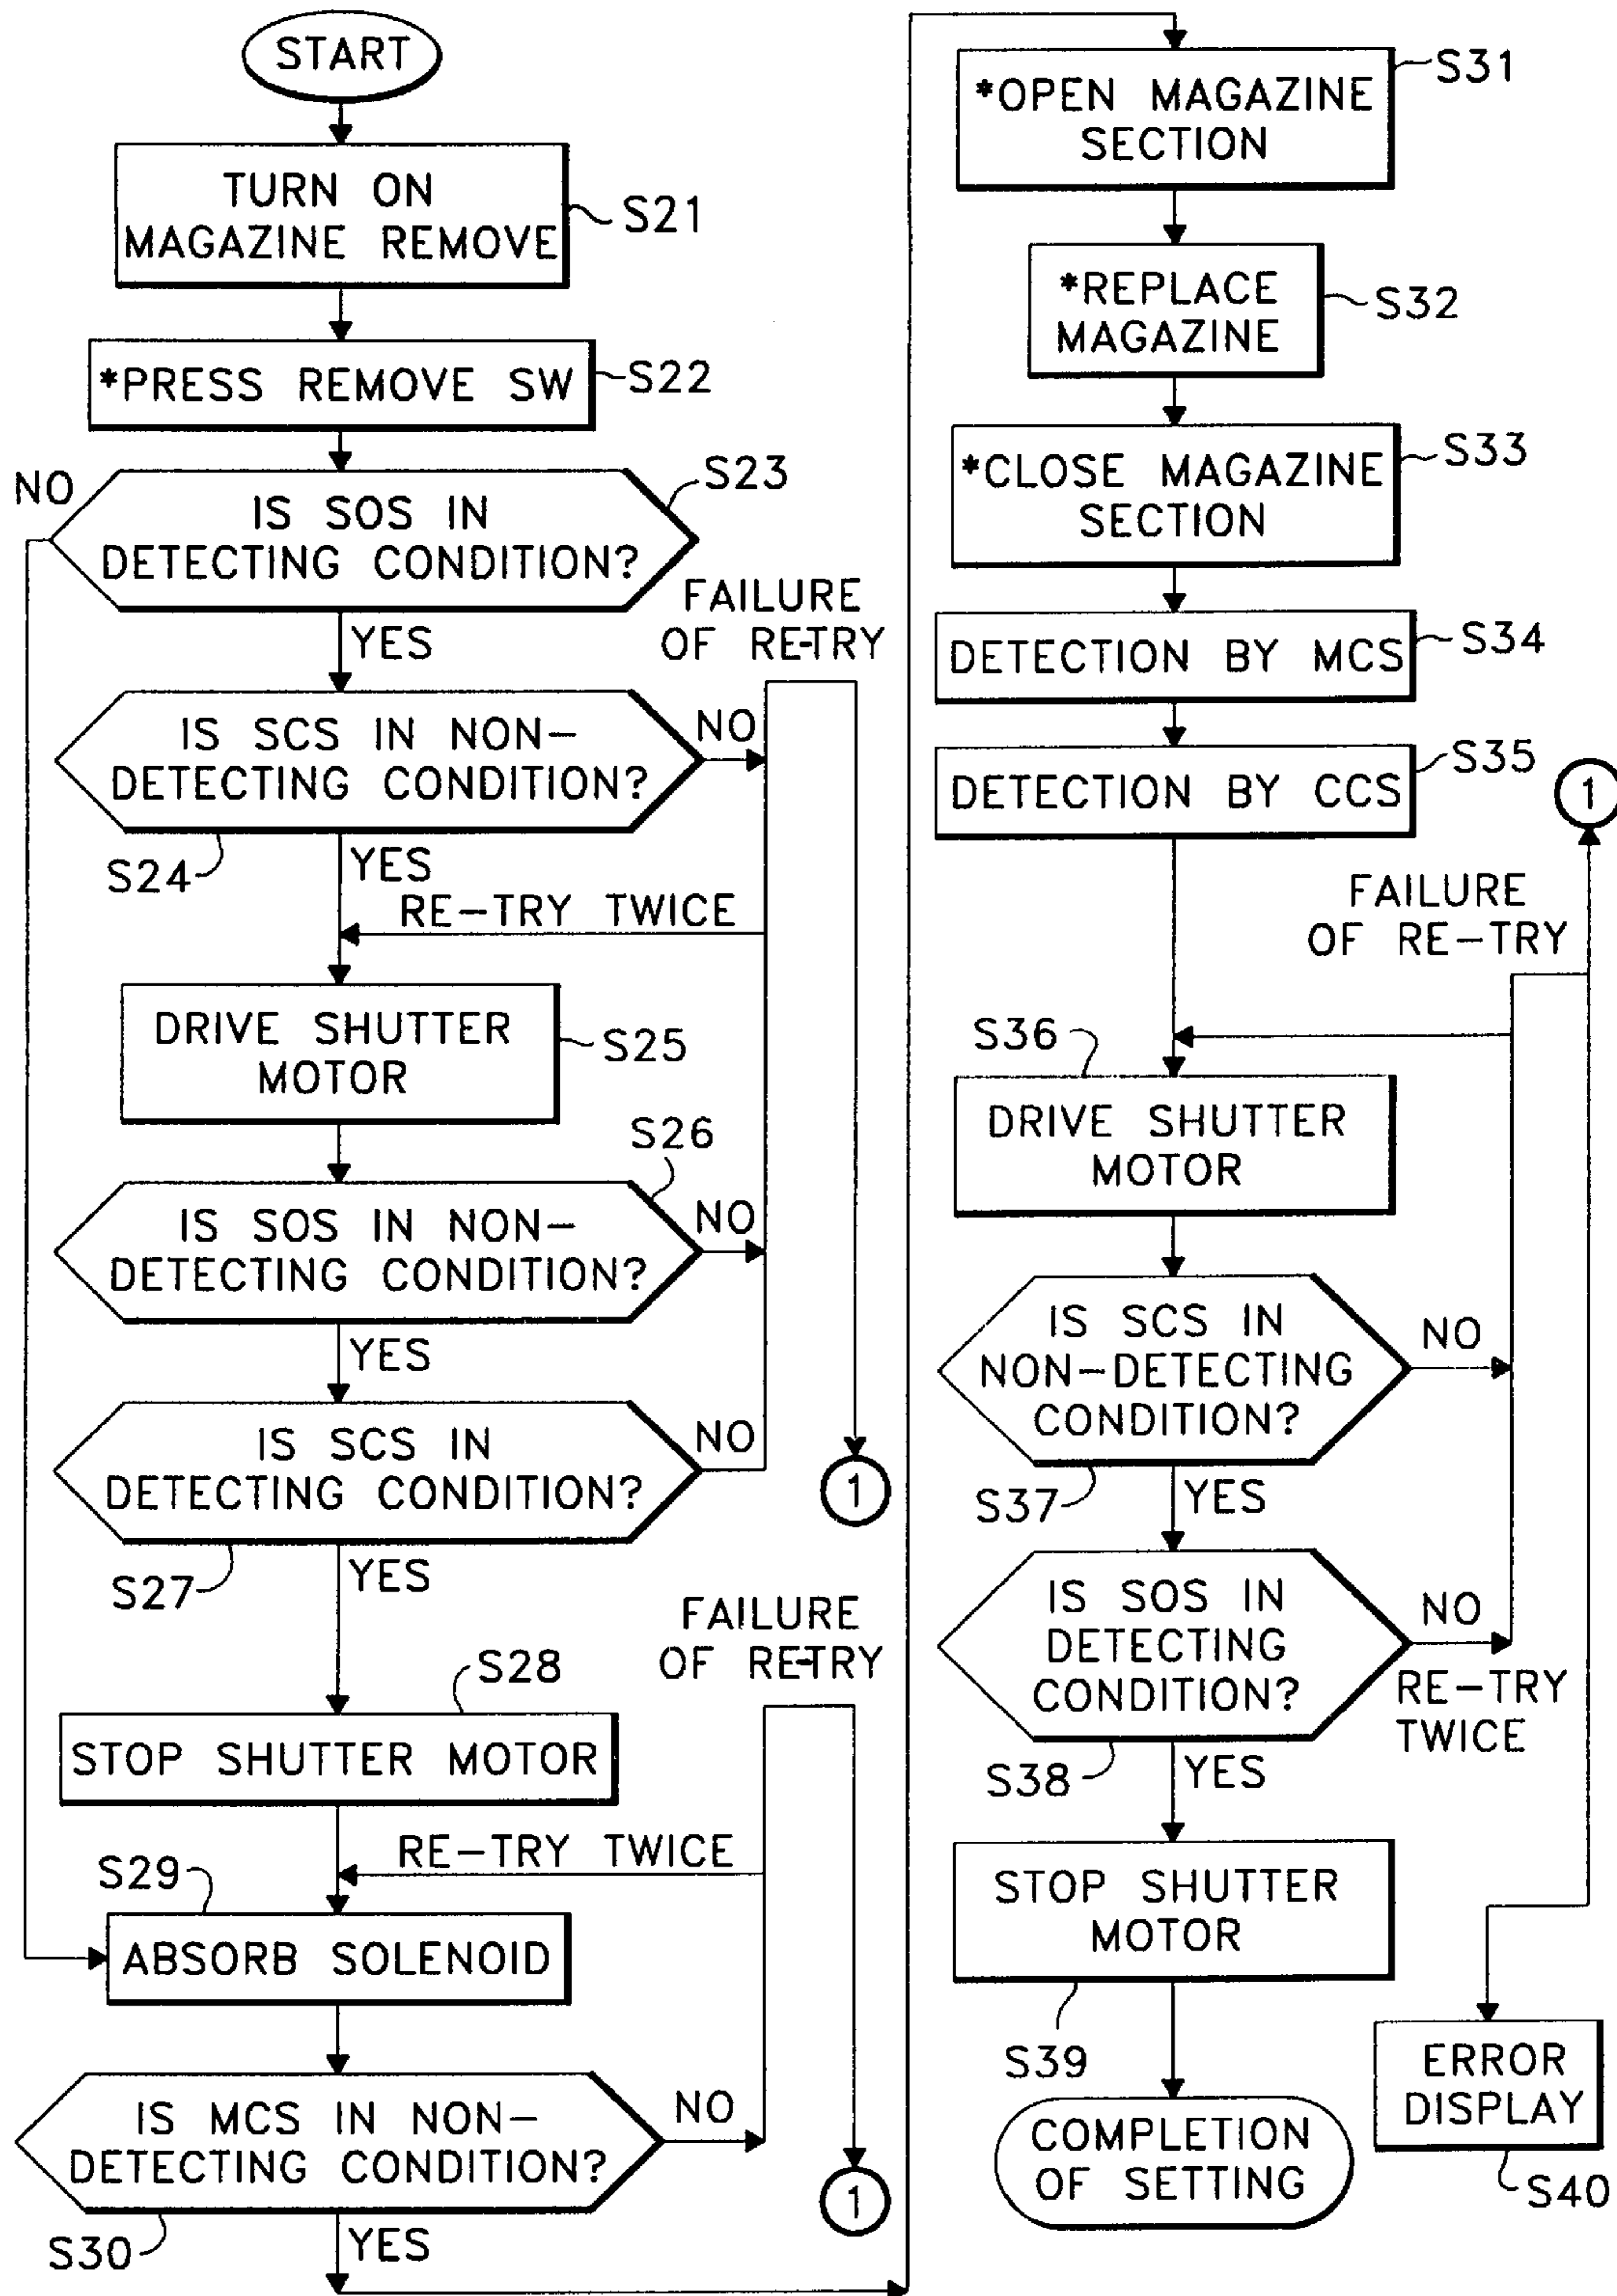 START
TURN ON
MAGAZINE REMOVE
S21
*PRESS REMOVE SW
S22
NO
IS SOS IN
DETECTING CONDITION?
S23
YES
FAILURE
OF RE-TRY
IS SCS IN NON-
DETECTING CONDITION?
NO
S24
YES
RE-TRY TWICE
DRIVE SHUTTER
MOTOR
S25
S26
IS SOS IN NON-
DETECTING CONDITION?
NO
YES
IS SCS IN
DETECTING CONDITION?
NO
1
S27
YES
FAILURE
OF RE-TRY
S28
STOP SHUTTER MOTOR
RE-TRY TWICE
S29
ABSORB SOLENOID
IS MCS IN NON-
DETECTING CONDITION?
NO
1
S30
YES
*OPEN MAGAZINE
SECTION
S31
*REPLACE
MAGAZINE
S32
*CLOSE MAGAZINE
SECTION
S33
DETECTION BY MCS
S34
DETECTION BY CCS
S35
1
FAILURE
OF RE-TRY
S36
DRIVE SHUTTER
MOTOR
IS SCS IN
NON-DETECTING
CONDITION?
NO
S37
YES
IS SOS IN
DETECTING
CONDITION?
NO
RE-TRY
TWICE
S38
YES
STOP SHUTTER
MOTOR
S39
ERROR
DISPLAY
S40
COMPLETION
OF SETTING